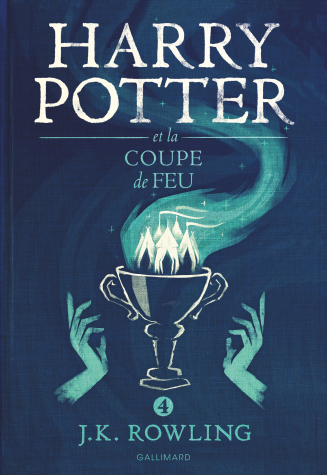 HARRY
POTTER
et la
COUPE
de FEU
4
J.K. ROWLING
GALLIMARD